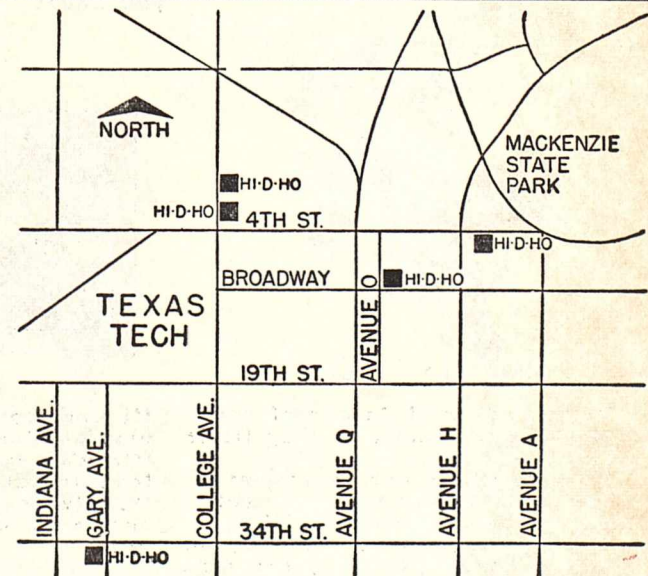 NORTH
MACKENZIE
STATE
PARK
HI-D-HO
HI-D-HO
4TH ST.
HI-D-HO
BROADWAY
HI-D-HO
AVENUE O
TEXAS
TECH
19TH ST.
INDIANA AVE.
GARY AVE.
COLLEGE AVE.
AVENUE Q
AVENUE H
AVENUE A
34TH ST.
HI-D-HO